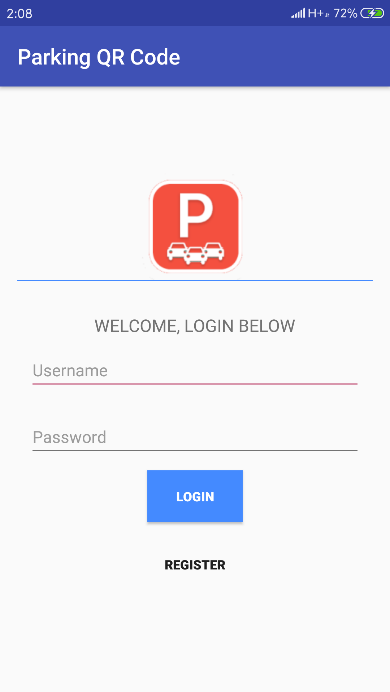 2:08
H+ 72%
Parking QR Code
P
WELCOME, LOGIN BELOW
Username
Password
LOGIN
REGISTER